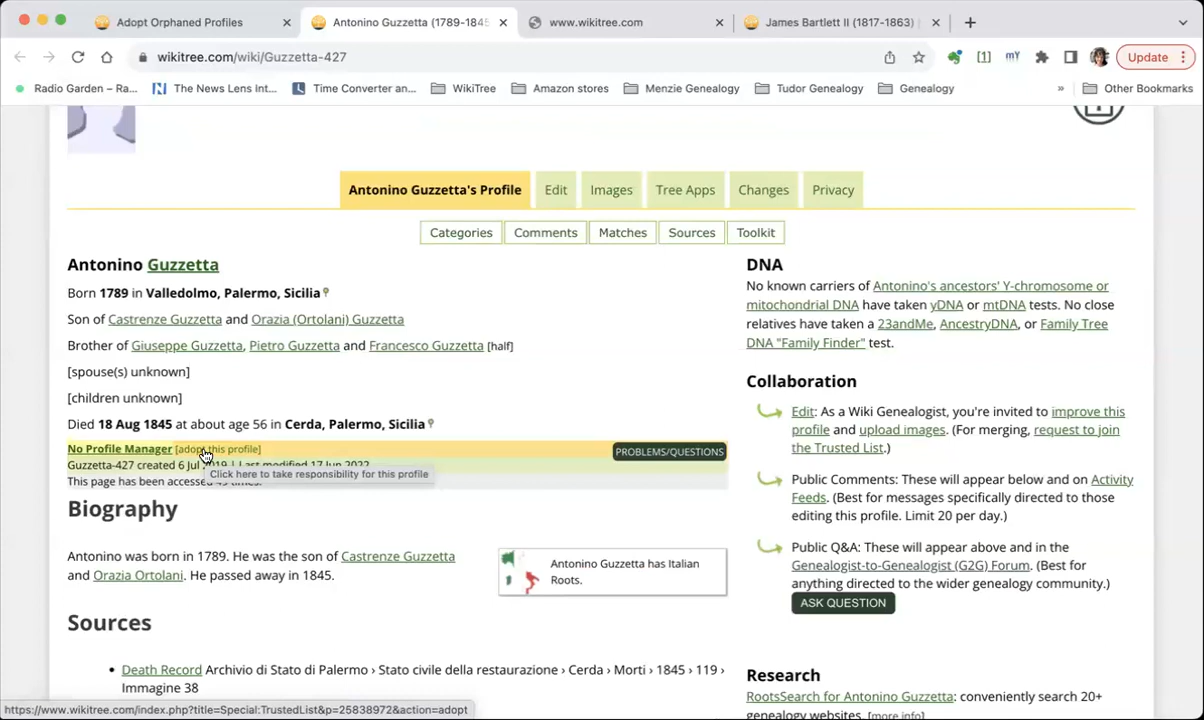 Adopt Orphaned Profiles
Antonino Guzzetta (1789-1845
www.wikitree.com
James Bartlett II (1817-1863)
wikitree.com/wiki/Guzzetta-427
[1]
mY
Update
Radio Garden – Ra...
The News Lens Int...
Time Converter an...
WikiTree
Amazon stores
Menzie Genealogy
Tudor Genealogy
Genealogy
»
Other Bookmarks
Antonino Guzzetta's Profile
Edit
Images
Tree Apps
Changes
Privacy
Categories
Comments
Matches
Sources
Toolkit
Antonino Guzzetta
Born 1789 in Valledolmo, Palermo, Sicilia
Son of Castrenze Guzzetta and Orazia (Ortolani) Guzzetta
Brother of Giuseppe Guzzetta, Pietro Guzzetta and Francesco Guzzetta [half]
[spouse(s) unknown]
[children unknown]
Died 18 Aug 1845 at about age 56 in Cerda, Palermo, Sicilia
No Profile Manager [adopt this profile]
PROBLEMS/QUESTIONS
Guzzetta-427 created 6 Jul 2019 | Last modified 17 Jun 2022
Click here to take responsibility for this profile
This page has been accessed times.
Biography
Antonino was born in 1789. He was the son of Castrenze Guzzetta
and Orazia Ortolani. He passed away in 1845.
Antonino Guzzetta has Italian
Roots.
Sources
• Death Record Archivio di Stato di Palermo › Stato civile della restaurazione › Cerda › Morti › 1845 › 119 ›
Immagine 38
DNA
No known carriers of Antonino's ancestors' Y-chromosome or
mitochondrial DNA have taken yDNA or mtDNA tests. No close
relatives have taken a 23andMe, AncestryDNA, or Family Tree
DNA "Family Finder" test.
Collaboration
Edit: As a Wiki Genealogist, you're invited to improve this
profile and upload images. (For merging, request to join
the Trusted List.)
Public Comments: These will appear below and on Activity
Feeds. (Best for messages specifically directed to those
editing this profile. Limit 20 per day.)
Public Q&A: These will appear above and in the
Genealogist-to-Genealogist (G2G) Forum. (Best for
anything directed to the wider genealogy community.)
ASK QUESTION
Research
RootsSearch for Antonino Guzzetta: conveniently search 20+
genealogy websites. [more info]
https://www.wikitree.com/index.php?title=Special:TrustedList&p=25838972&action=adopt